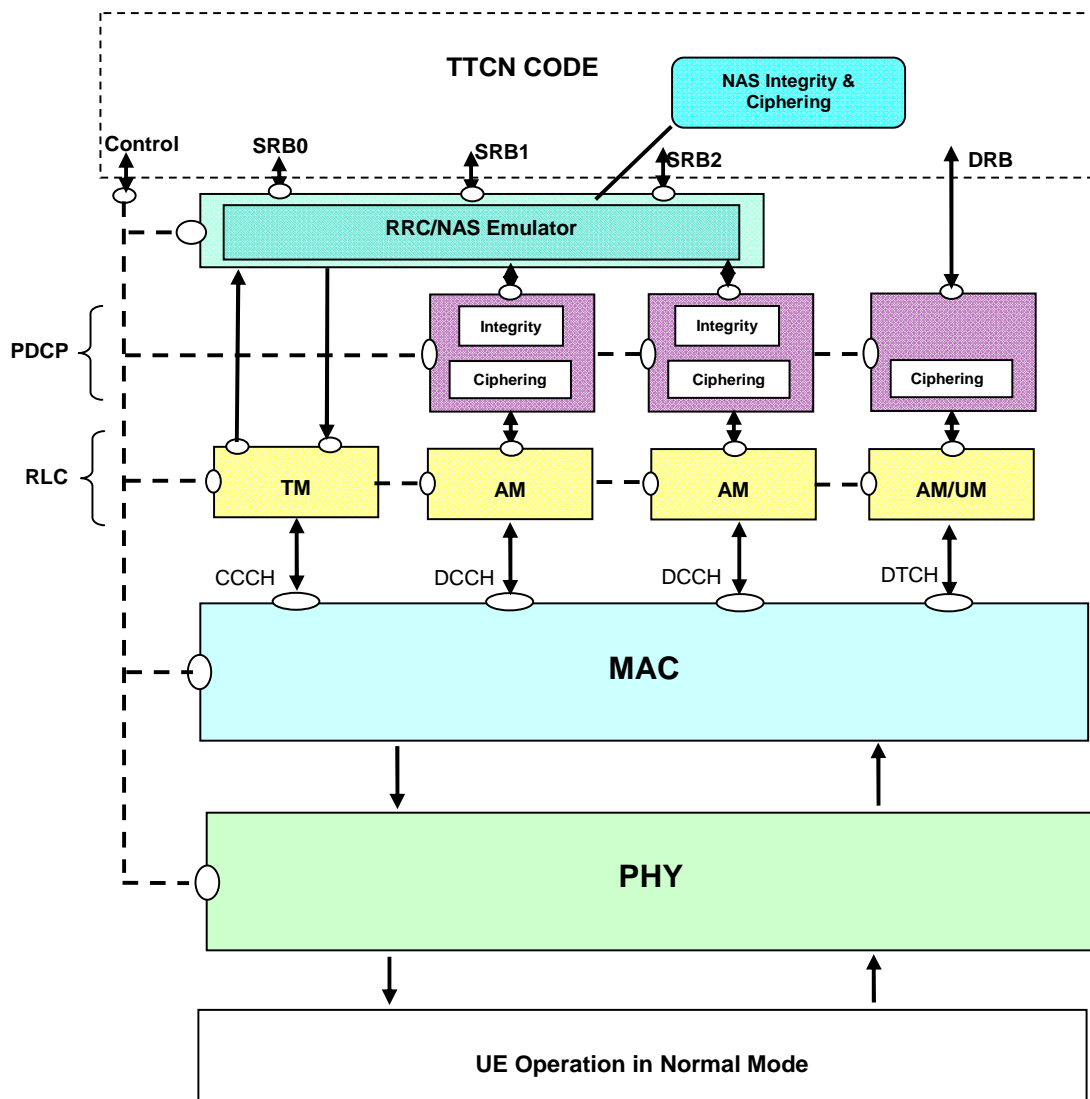 TTCN CODE
NAS Integrity &
Ciphering
Control
SRB0
SRB1
SRB2
DRB
RRC/NAS Emulator
PDCP
Integrity
Integrity
Ciphering
Ciphering
Ciphering
RLC
TM
AM
AM
AM/UM
CCCH
DCCH
DCCH
DTCH
MAC
PHY
UE Operation in Normal Mode